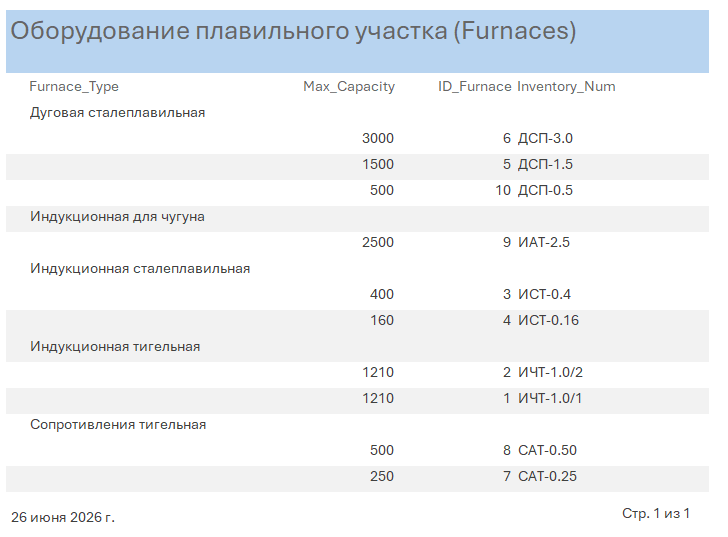 Оборудование плавильного участка (Furnaces)
Furnace_Type Max_Capacity ID_Furnace Inventory_Num
Дуговая сталеплавильная
3000 6 ДСП-3.0
1500 5 ДСП-1.5
500 10 ДСП-0.5
Индукционная для чугуна
2500 9 ИАТ-2.5
Индукционная сталеплавильная
400 3 ИСТ-0.4
160 4 ИСТ-0.16
Индукционная тигельная
1210 2 ИЧТ-1.0/2
1210 1 ИЧТ-1.0/1
Сопротивления тигельная
500 8 САТ-0.50
250 7 САТ-0.25
26 июня 2026 г. Стр. 1 из 1